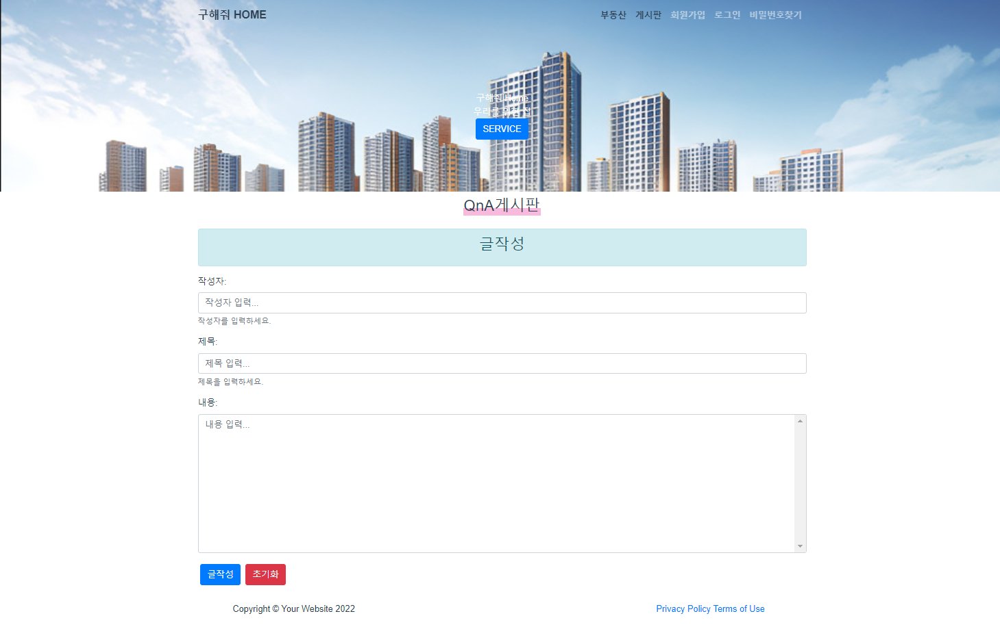 구해줘 HOME
부동산 게시판 회원가입 로그인 비밀번호찾기
구해줘 Home
우리를 위한 집
SERVICE
QnA게시판
글작성
작성자:
작성자 입력...
작성자를 입력하세요.
제목:
제목 입력...
제목을 입력하세요.
내용:
내용 입력...
글작성 초기화
Copyright © Your Website 2022
Privacy Policy Terms of Use